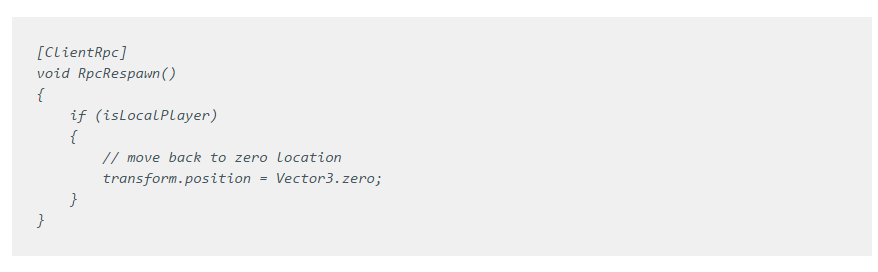 [ClientRpc]
void RpcRespawn()
{
    if (isLocalPlayer)
    {
        // move back to zero location
        transform.position = Vector3.zero;
    }
}